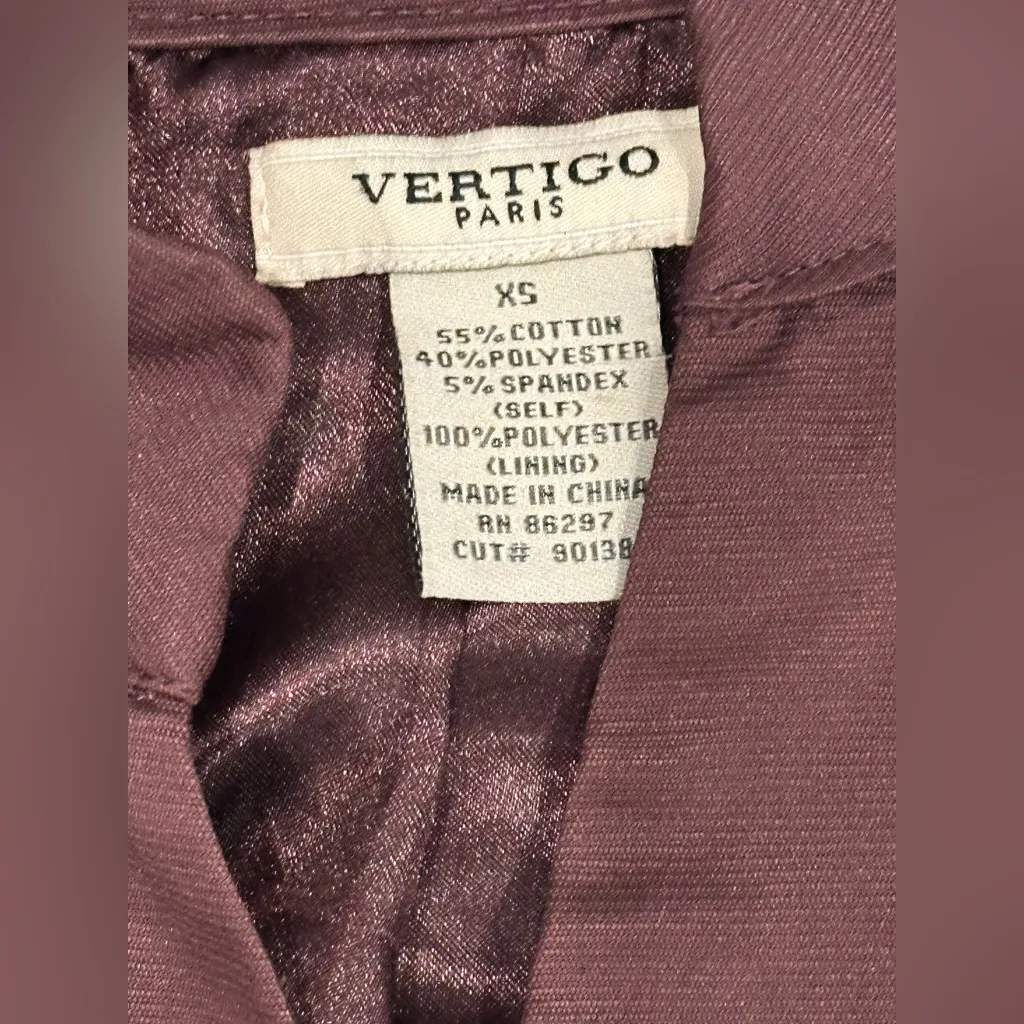 VERTIGO
PARIS
XS
55% COTTON
40% POLYESTER
5% SPANDEX
(SELF)
100% POLYESTER
(LINING)
MADE IN CHINA
RN 86297
CUT# 90138